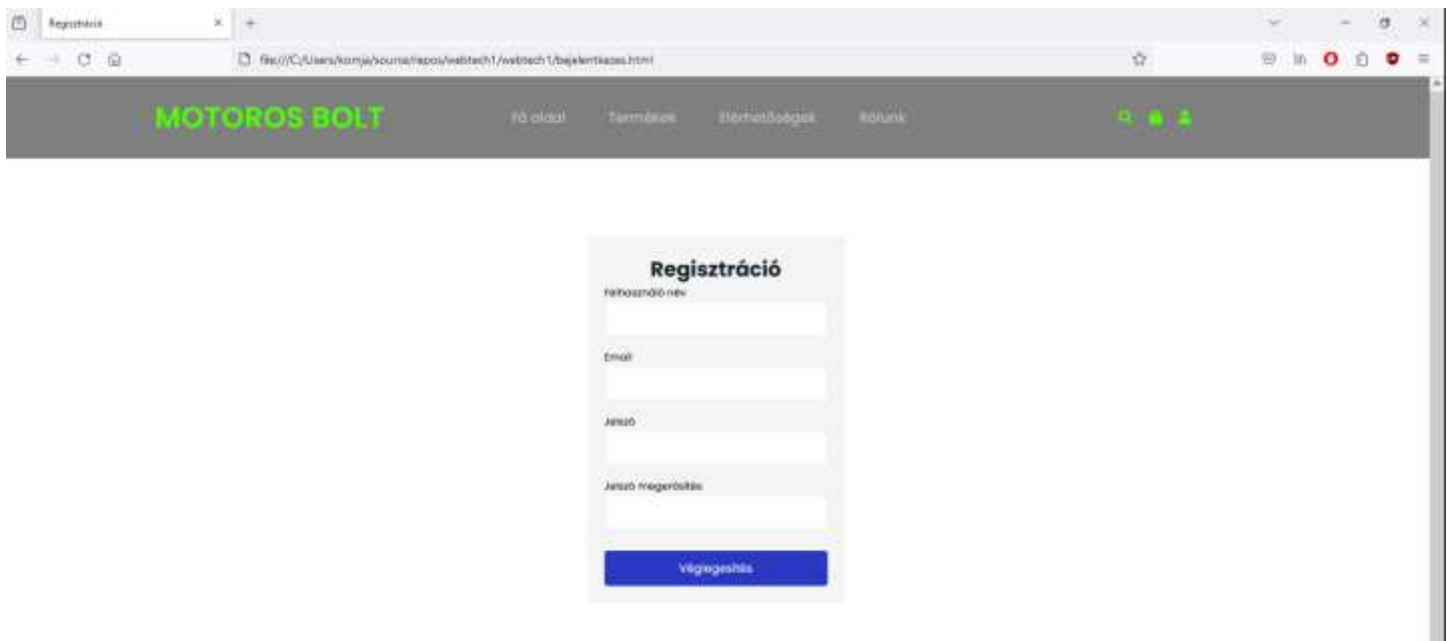 Regisztráció
file:///C:/Users/komja/source/repos/webtech1/webtech1/bejelentkezes.html
MOTOROS BOLT Fő oldal Termékek Elérhetőségek Rólunk
Regisztráció
Felhasználó név
Email
Jelszó
Jelszó megerősítés
Véglegesítés